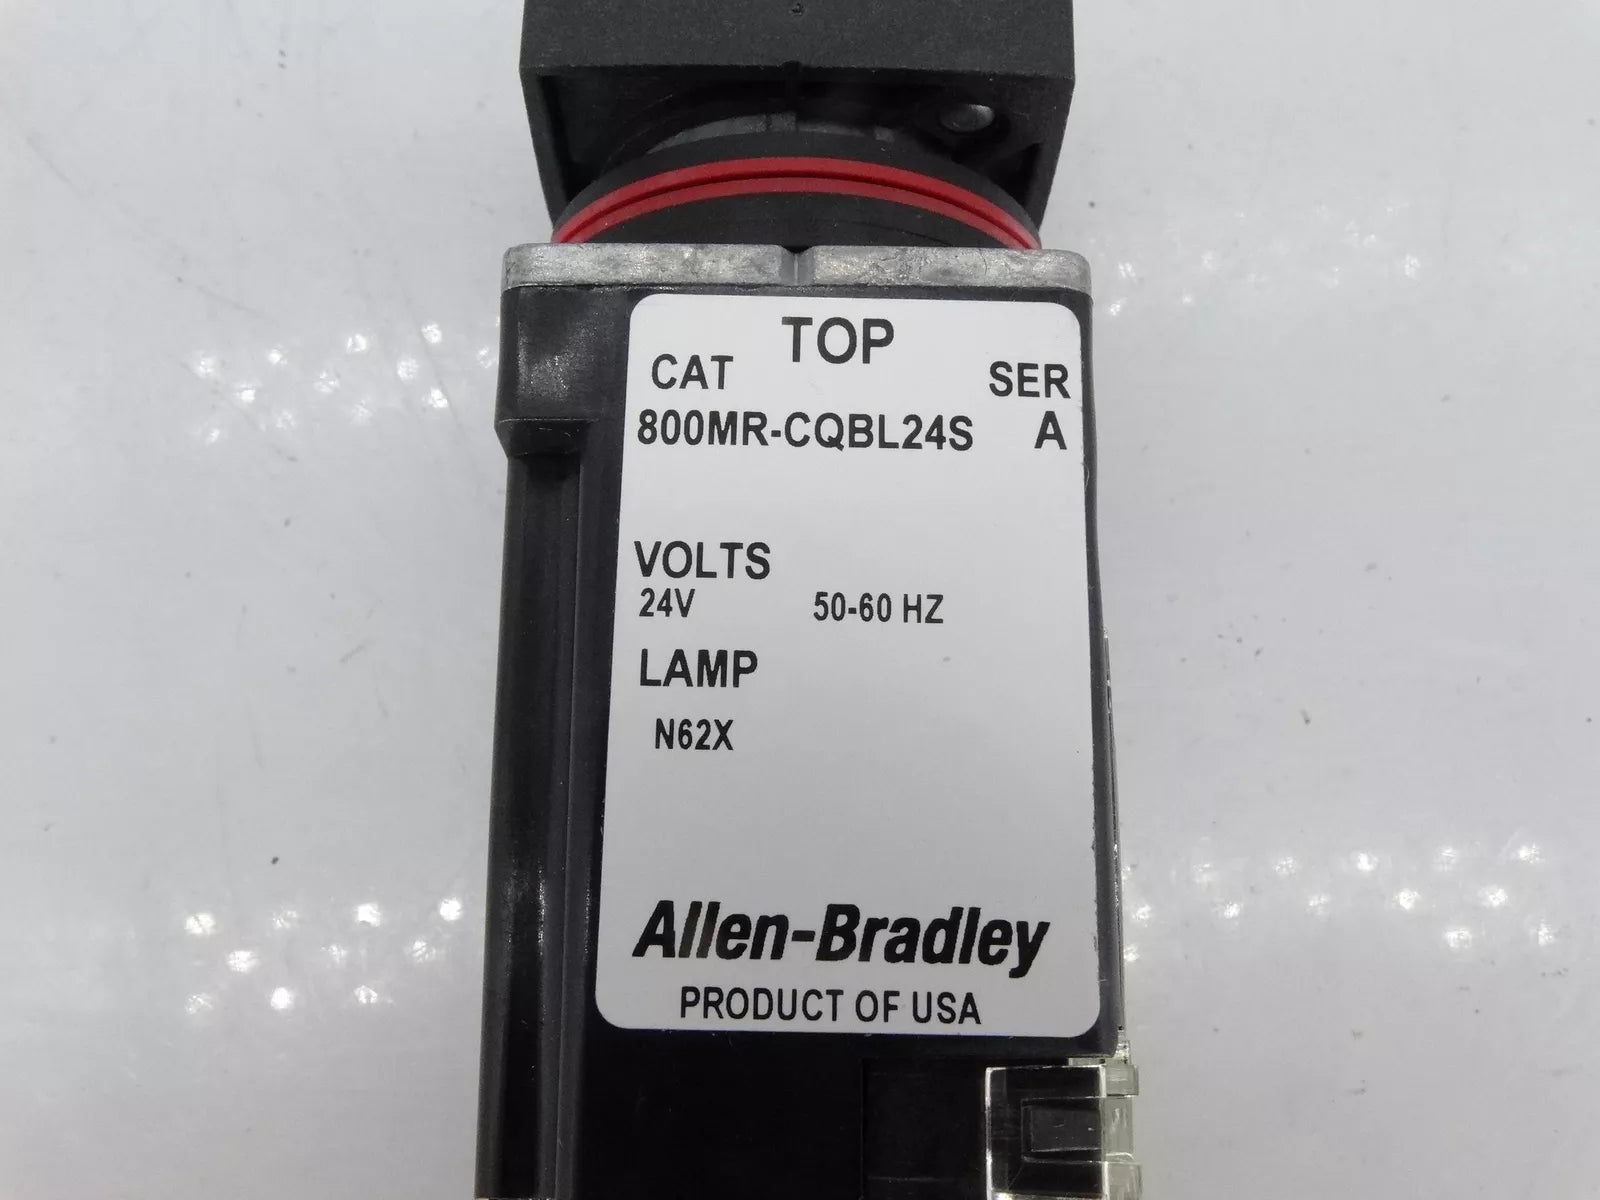 TOP
CAT SER
800MR-CQBL24S A
VOLTS
24V 50-60 HZ
LAMP
N62X
Allen-Bradley
PRODUCT OF USA